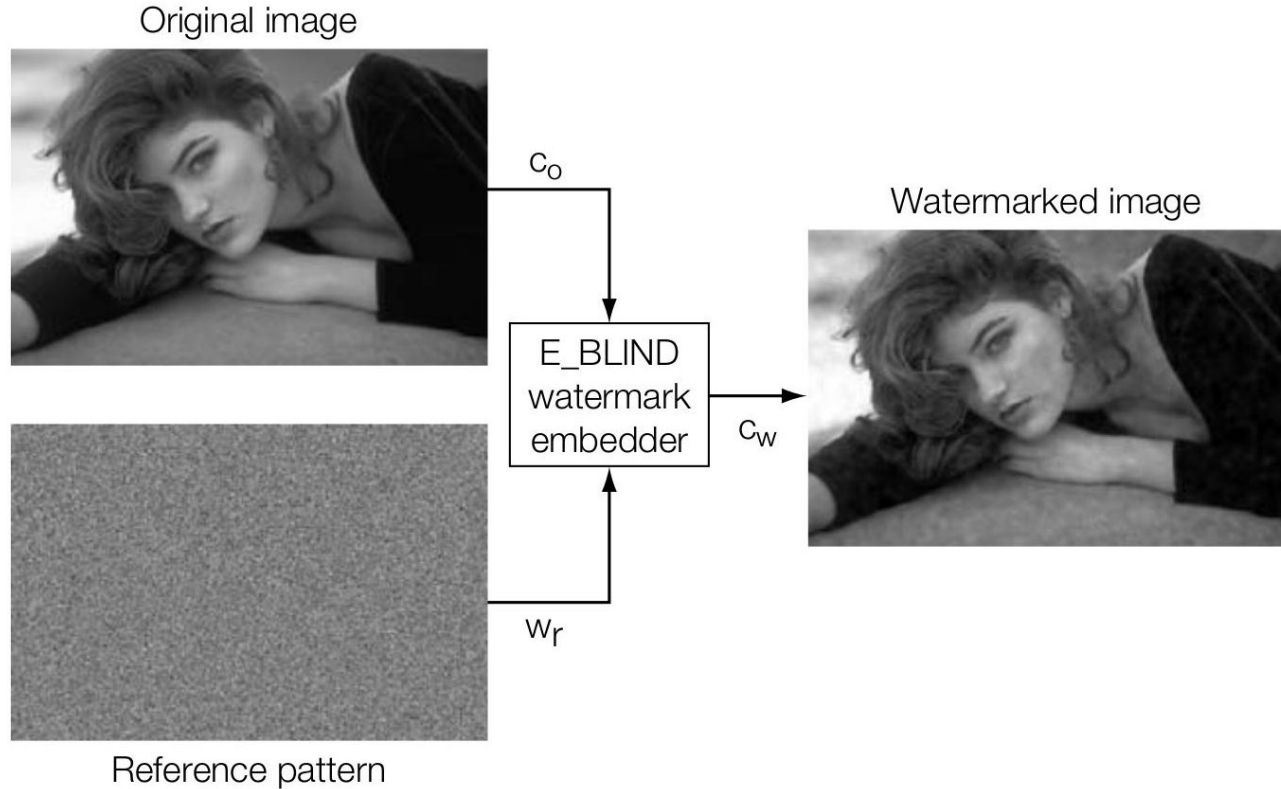 Original image
c_o
Watermarked image
E_BLIND
watermark
embedder
c_w
w_r
Reference pattern